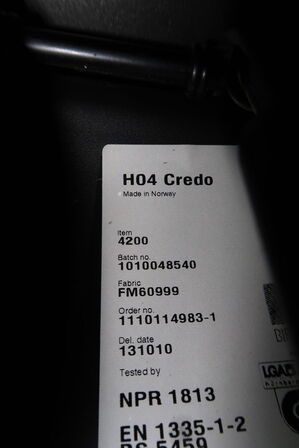 H04 Credo
Made in Norway
Item
4200
Batch no.
1010048540
Fabric
FM60999
Order no.
1110114983-1
Del. date
131010
Tested by
NPR 1813
EN 1335-1-2
LGA